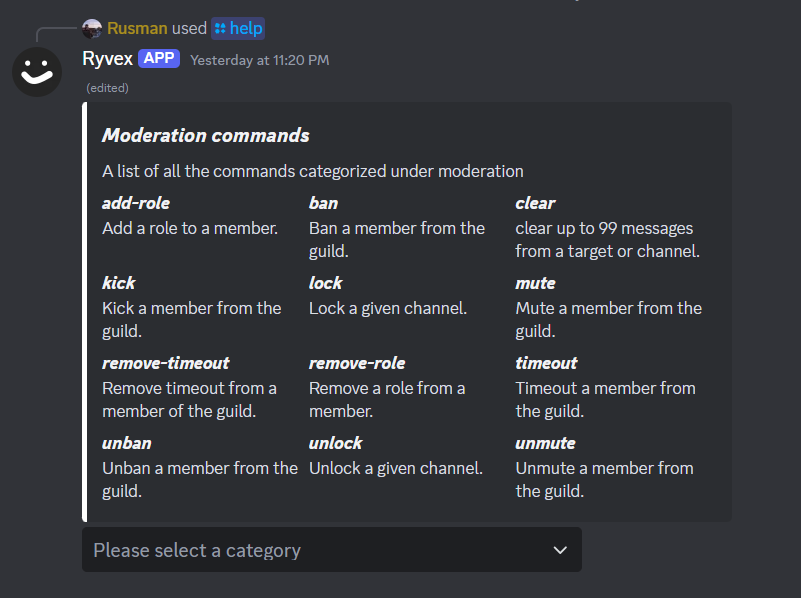 Rusman used help
Ryvex APP Yesterday at 11:20 PM
(edited)
Moderation commands
A list of all the commands categorized under moderation
add-role
Add a role to a member.
ban
Ban a member from the
guild.
clear
clear up to 99 messages
from a target or channel.
kick
Kick a member from the
guild.
lock
Lock a given channel.
mute
Mute a member from the
guild.
remove-timeout
Remove timeout from a
member of the guild.
remove-role
Remove a role from a
member.
timeout
Timeout a member from
the guild.
unban
Unban a member from the
guild.
unlock
Unlock a given channel.
unmute
Unmute a member from
the guild.
Please select a category